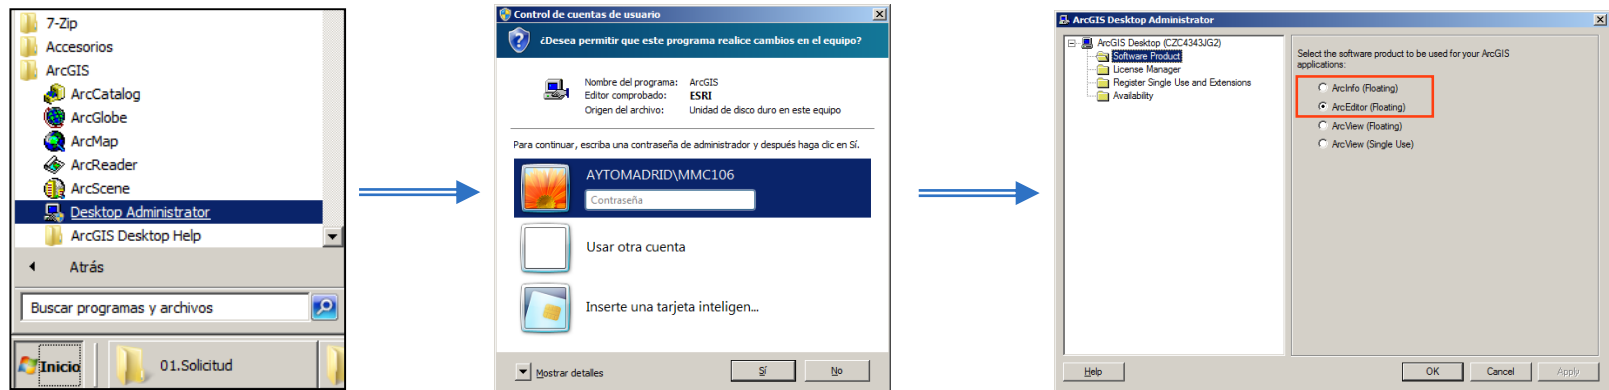 7-Zip
Accesorios
ArcGIS
ArcCatalog
ArcGlobe
ArcMap
ArcReader
ArcScene
Desktop Administrator
ArcGIS Desktop Help
Atrás
Buscar programas y archivos
Inicio
01.Solicitud
Control de cuentas de usuario
¿Desea permitir que este programa realice cambios en el equipo?
Nombre del programa: ArcGIS
Editor comprobado: ESRI
Origen del archivo: Unidad de disco duro en este equipo
Para continuar, escriba una contraseña de administrador y después haga clic en Sí.
AYTOMADRID\MMC106
Contraseña
Usar otra cuenta
Inserte una tarjeta inteligen...
Mostrar detalles
Sí
No
ArcGIS Desktop Administrator
ArcGIS Desktop (CZC4343JG2)
Software Product
License Manager
Register Single Use and Extensions
Availability
Select the software product to be used for your ArcGIS
applications:
ArcInfo (Floating)
ArcEditor (Floating)
ArcView (Floating)
ArcView (Single Use)
Help
OK
Cancel
Apply